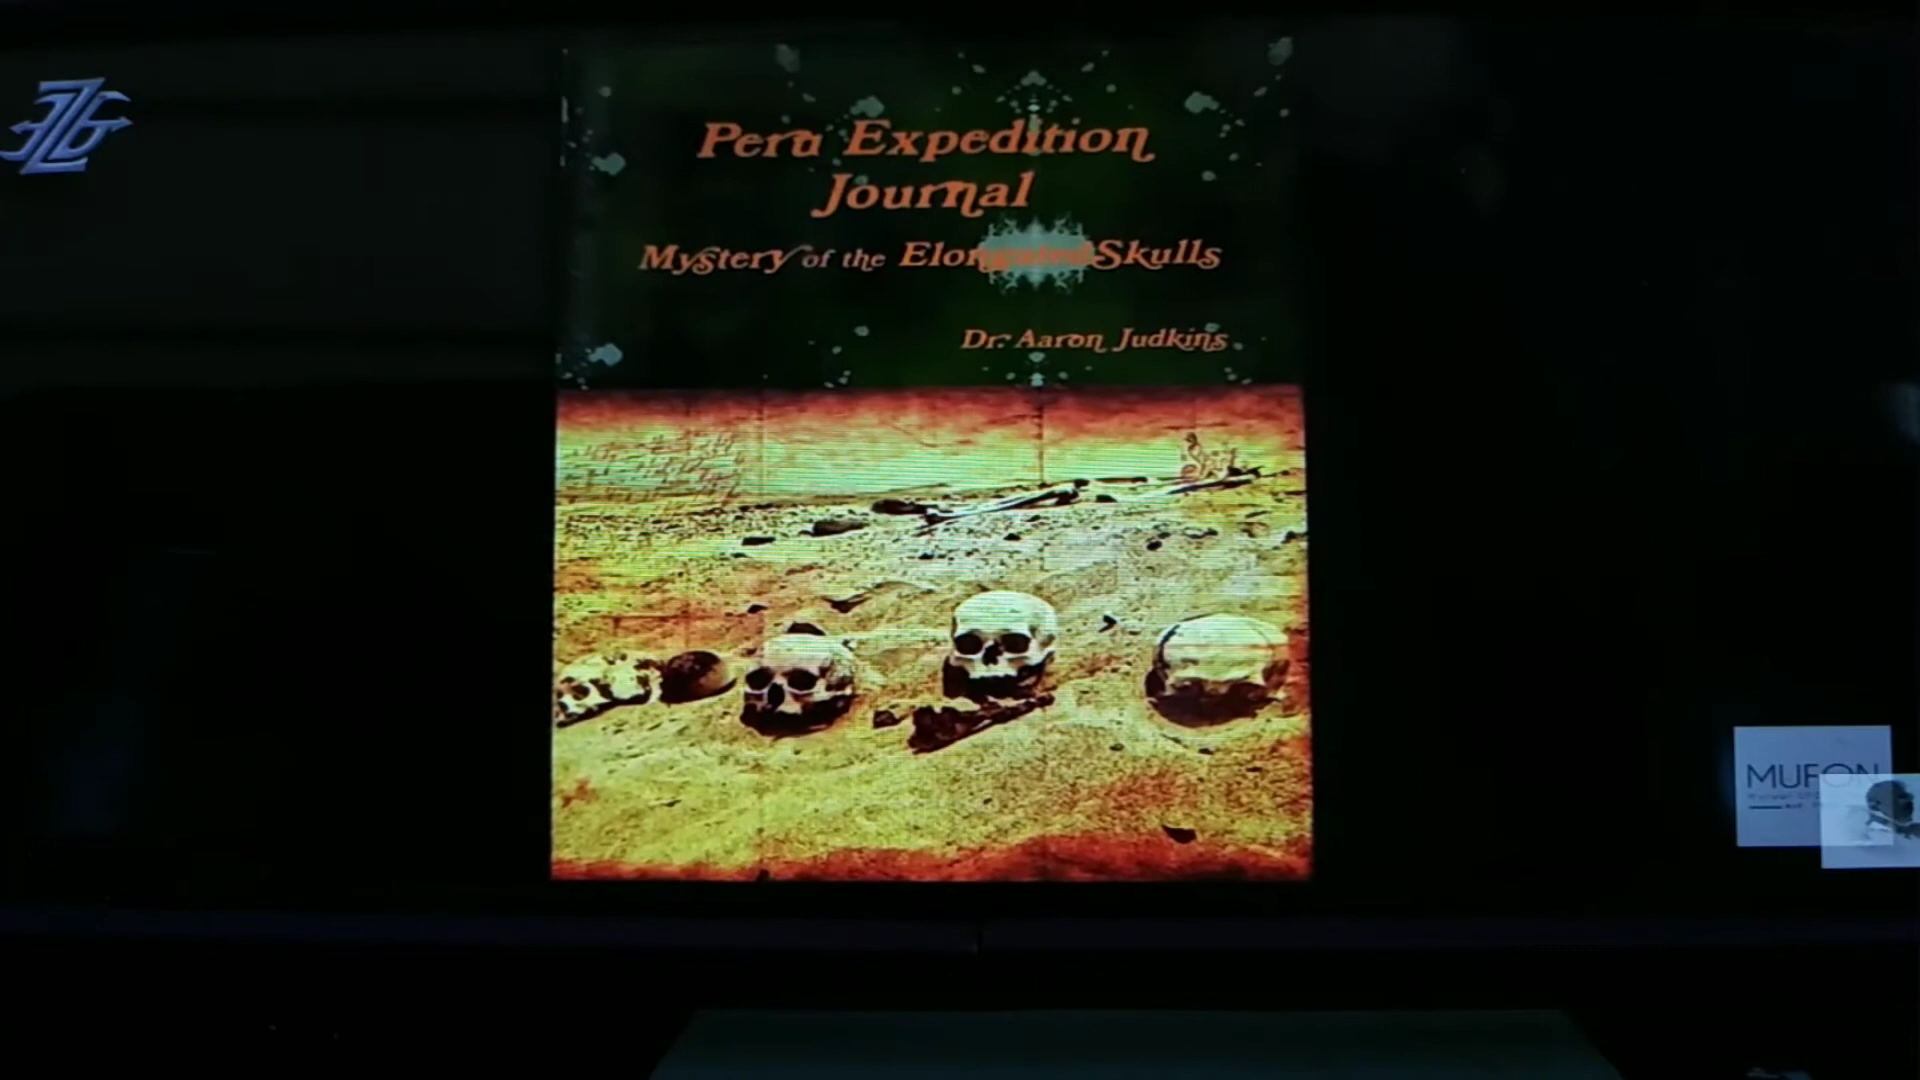 Peru Expedition
Journal
Mystery of the Elongated Skulls
Dr. Aaron Judkins
MUFON